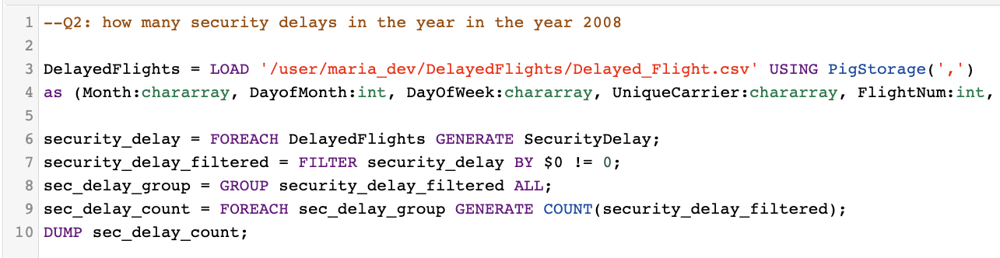 1 --Q2: how many security delays in the year in the year 2008
2
3 DelayedFlights = LOAD '/user/maria_dev/DelayedFlights/Delayed_Flight.csv' USING PigStorage(',')
4 as (Month:chararray, DayofMonth:int, DayOfWeek:chararray, UniqueCarrier:chararray, FlightNum:int,
5
6 security_delay = FOREACH DelayedFlights GENERATE SecurityDelay;
7 security_delay_filtered = FILTER security_delay BY $0 != 0;
8 sec_delay_group = GROUP security_delay_filtered ALL;
9 sec_delay_count = FOREACH sec_delay_group GENERATE COUNT(security_delay_filtered);
10 DUMP sec_delay_count;